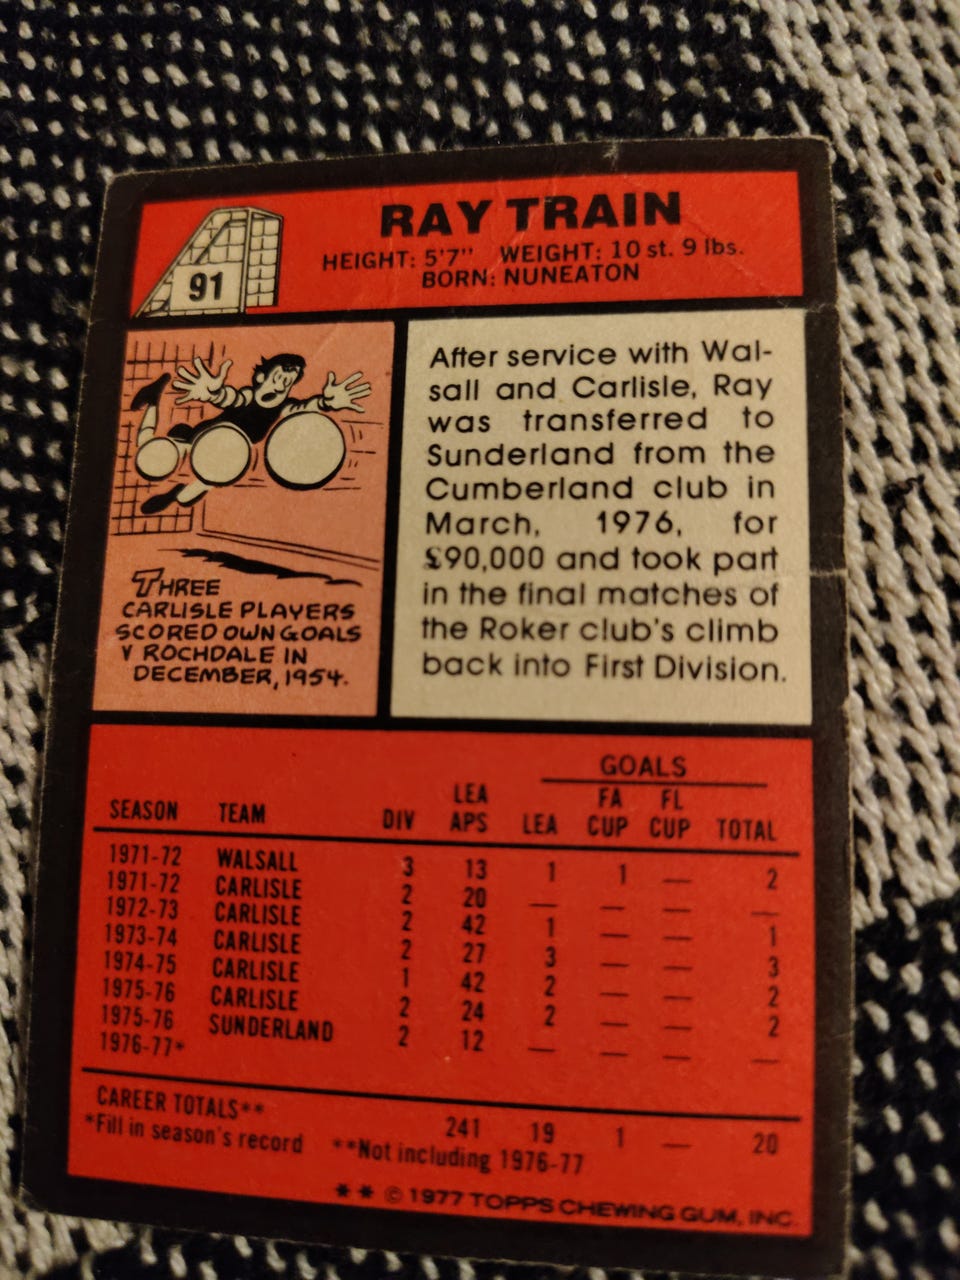 RAY TRAIN
HEIGHT: 5'7" WEIGHT: 10 st. 9 lbs.
BORN: NUNEATON
91
THREE
CARLISLE PLAYERS
SCORED OWN GOALS
V ROCHDALE IN
DECEMBER, 1954.
After service with Wal-
sall and Carlisle, Ray
was transferred to
Sunderland from the
Cumberland club in
March, 1976, for
£90,000 and took part
in the final matches of
the Roker club's climb
back into First Division.
GOALS
SEASON TEAM DIV LEA APS LEA FA CUP FL CUP TOTAL
1971-72 WALSALL 3 13 1 1 — 2
1971-72 CARLISLE 2 20 — — — —
1972-73 CARLISLE 2 42 1 — — 1
1973-74 CARLISLE 2 27 3 — — 3
1974-75 CARLISLE 1 42 2 — — 2
1975-76 CARLISLE 2 24 2 — — 2
1975-76 SUNDERLAND 2 12 — — — —
1976-77*
CAREER TOTALS** 241 19 1 — 20
*Fill in season's record **Not including 1976-77
** © 1977 TOPPS CHEWING GUM, INC.